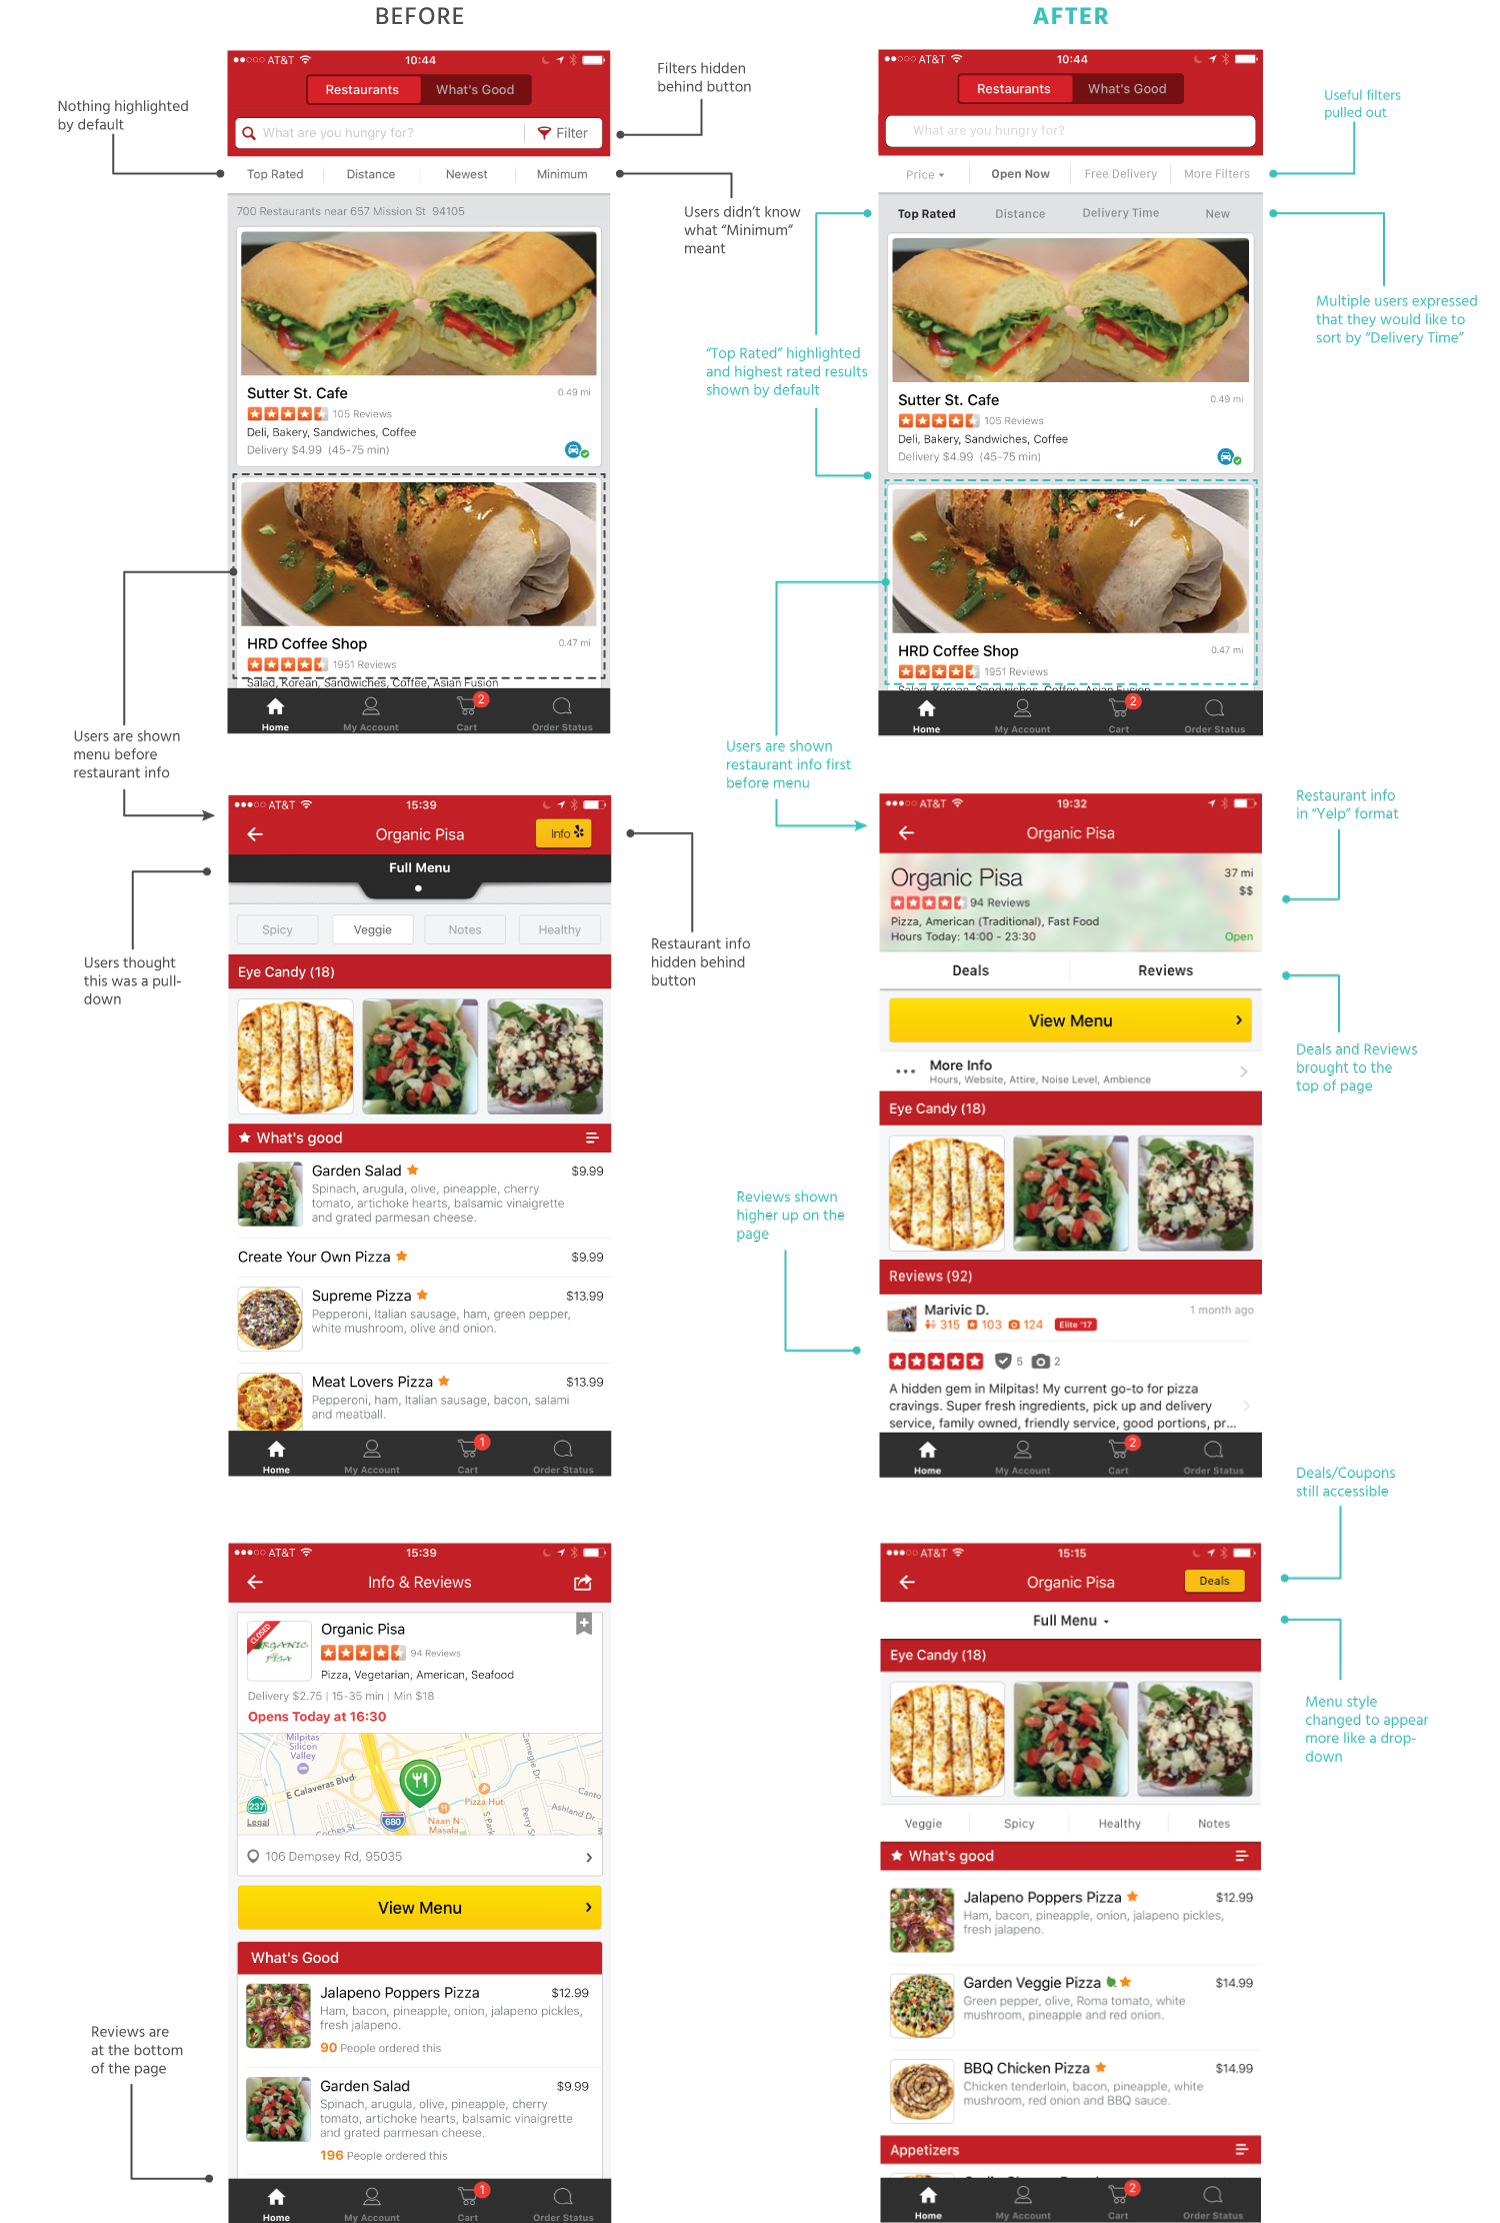 BEFORE
AFTER
AT&T 10:44
Restaurants What's Good
What are you hungry for? Filter
Top Rated Distance Newest Minimum
700 Restaurants near 657 Mission St 94105
Sutter St. Cafe 0.49 mi
105 Reviews
Deli, Bakery, Sandwiches, Coffee
Delivery $4.99 (45-75 min)
HRD Coffee Shop 0.47 mi
1951 Reviews
Salad, Korean, Sandwiches, Coffee, Asian Fusion
2
Home My Account Cart Order Status
Nothing highlighted
by default
Filters hidden
behind button
Users didn't know
what "Minimum"
meant
Users are shown
menu before
restaurant info
AT&T 10:44
Restaurants What's Good
What are you hungry for?
Price Open Now Free Delivery More Filters
Top Rated Distance Delivery Time New
Sutter St. Cafe 0.49 mi
105 Reviews
Deli, Bakery, Sandwiches, Coffee
Delivery $4.99 (45-75 min)
HRD Coffee Shop 0.47 mi
1951 Reviews
Salad, Korean, Sandwiches, Coffee, Asian Fusion
2
Home My Account Cart Order Status
Useful filters
pulled out
"Top Rated" highlighted
and highest rated results
shown by default
Multiple users expressed
that they would like to
sort by "Delivery Time"
Users are shown
restaurant info first
before menu
AT&T 15:39
Organic Pisa Info
Full Menu
Spicy Veggie Notes Healthy
Eye Candy (18)
What's good
Garden Salad $9.99
Spinach, arugula, olive, pineapple, cherry
tomato, artichoke hearts, balsamic vinaigrette
and grated parmesan cheese.
Create Your Own Pizza $9.99
Supreme Pizza $13.99
Pepperoni, Italian sausage, ham, green pepper,
white mushroom, olive and onion.
Meat Lovers Pizza $13.99
Pepperoni, ham, Italian sausage, bacon, salami
and meatball.
1
Home My Account Cart Order Status
Users thought
this was a pull-
down
Restaurant info
hidden behind
button
AT&T 19:32
Organic Pisa
Organic Pisa 37 mi
94 Reviews $$
Pizza, American (Traditional), Fast Food
Hours Today: 14:00 - 23:30 Open
Deals Reviews
View Menu
More Info
Hours, Website, Attire, Noise Level, Ambience
Eye Candy (18)
Reviews (92)
Marivic D. 1 month ago
315 103 124 Elite '17
5 2
A hidden gem in Milpitas! My current go-to for pizza
cravings. Super fresh ingredients, pick up and delivery
service, family owned, friendly service, good portions, pr...
2
Home My Account Cart Order Status
Restaurant info
in "Yelp" format
Deals and Reviews
brought to the
top of page
Reviews shown
higher up on the
page
AT&T 15:39
Info & Reviews
CLOSED
ORGANIC
PISA
Organic Pisa
94 Reviews
Pizza, Vegetarian, American, Seafood
Delivery $2.75 | 15-35 min | Min $18
Opens Today at 16:30
Milpitas
Silicon
Valley
E Calaveras Blvd
237
Legal
Coches St
680
Naan N
Masala
Pizza Hut
S Park
Perry S
Carnegie Dr
Canto
Ashland Dr
106 Dempsey Rd, 95035
View Menu
What's Good
Jalapeno Poppers Pizza $12.99
Ham, bacon, pineapple, onion, jalapeno pickles,
fresh jalapeno.
90 People ordered this
Garden Salad $9.99
Spinach, arugula, olive, pineapple, cherry
tomato, artichoke hearts, balsamic vinaigrette
and grated parmesan cheese.
196 People ordered this
1
Home My Account Cart Order Status
Reviews are
at the bottom
of the page
AT&T 15:15
Organic Pisa Deals
Full Menu
Eye Candy (18)
Veggie Spicy Healthy Notes
What's good
Jalapeno Poppers Pizza $12.99
Ham, bacon, pineapple, onion, jalapeno pickles,
fresh jalapeno.
Garden Veggie Pizza $14.99
Green pepper, olive, Roma tomato, white
mushroom, pineapple and red onion.
BBQ Chicken Pizza $14.99
Chicken tenderloin, bacon, pineapple, white
mushroom, red onion and BBQ sauce.
Appetizers
2
Home My Account Cart Order Status
Deals/Coupons
still accessible
Menu style
changed to appear
more like a drop-
down